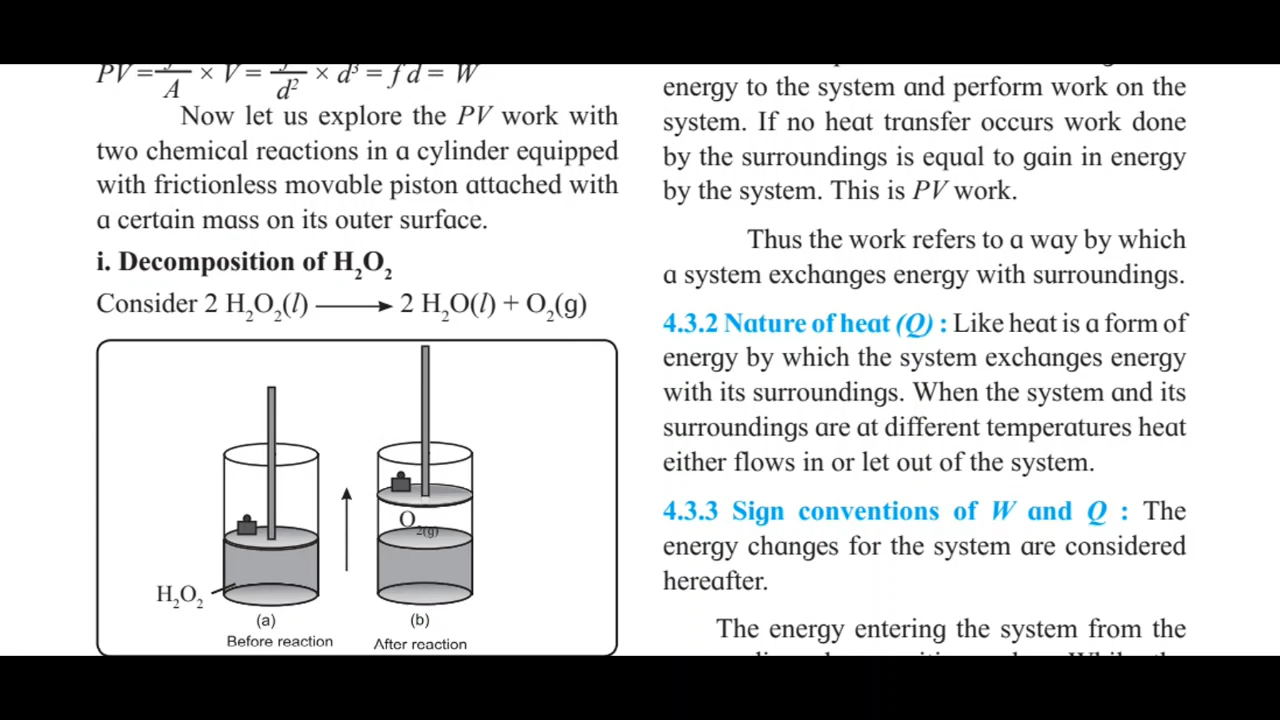 PV = f/A × V = f/d² × d³ = fd = W
Now let us explore the PV work with
two chemical reactions in a cylinder equipped
with frictionless movable piston attached with
a certain mass on its outer surface.
i. Decomposition of H₂O₂
Consider 2 H₂O₂(l) ⟶ 2 H₂O(l) + O₂(g)
H₂O₂
O₂(g)
(a)
Before reaction
(b)
After reaction
energy to the system and perform work on the
system. If no heat transfer occurs work done
by the surroundings is equal to gain in energy
by the system. This is PV work.
Thus the work refers to a way by which
a system exchanges energy with surroundings.
4.3.2 Nature of heat (Q) : Like heat is a form of
energy by which the system exchanges energy
with its surroundings. When the system and its
surroundings are at different temperatures heat
either flows in or let out of the system.
4.3.3 Sign conventions of W and Q : The
energy changes for the system are considered
hereafter.
The energy entering the system from the